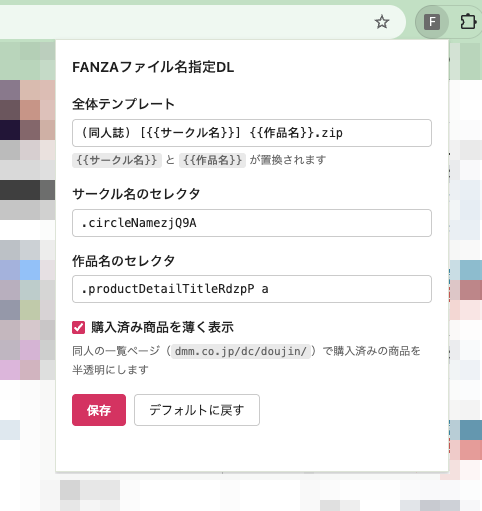 F
FANZAファイル名指定DL
全体テンプレート
(同人誌) [{{サークル名}}] {{作品名}}.zip
{{サークル名}} と {{作品名}} が置換されます
サークル名のセレクタ
.circleNamezjQ9A
作品名のセレクタ
.productDetailTitleRdzpP a
購入済み商品を薄く表示
同人の一覧ページ（dmm.co.jp/dc/doujin/）で購入済みの商品を
半透明にします
保存 デフォルトに戻す